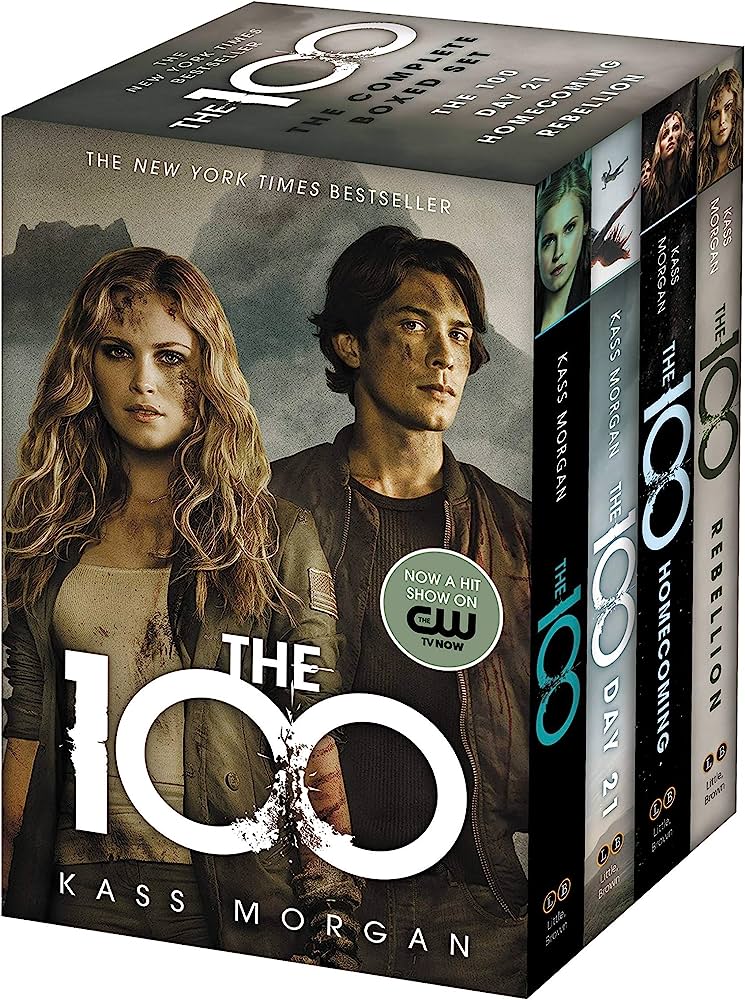 THE
NEW YORK TIMES
BESTSELLER
THE 100
THE COMPLETE
BOXED SET
THE 100
DAY 21
HOMECOMING
REBELLION
THE NEW YORK TIMES BESTSELLER
NOW A HIT
SHOW ON
THE CW
TV NOW
THE
100
KASS MORGAN
KASS MORGAN
THE 100
LB
Little,
Brown
KASS MORGAN
THE 100
DAY 21
LB
Little,
Brown
KASS
MORGAN
THE 100
HOMECOMING
LB
Little,
Brown
KASS
MORGAN
THE 100
REBELLION
LB
Little,
Brown